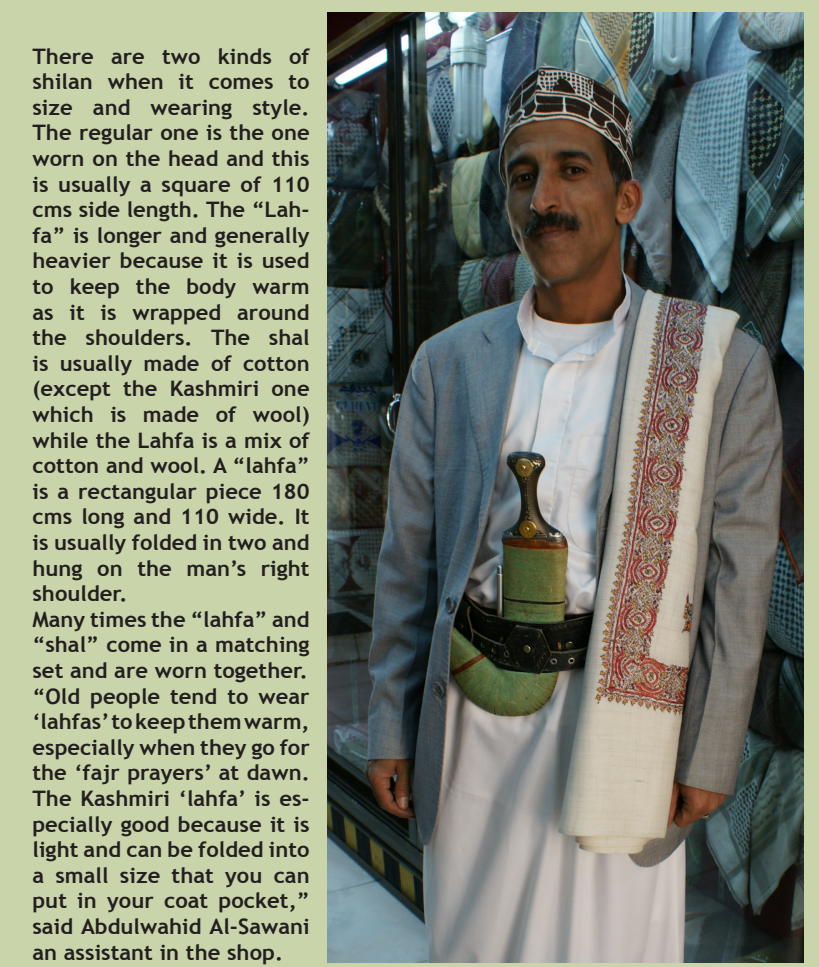 There are two kinds of
shilan when it comes to
size and wearing style.
The regular one is the one
worn on the head and this
is usually a square of 110
cms side length. The “Lah-
fa” is longer and generally
heavier because it is used
to keep the body warm
as it is wrapped around
the shoulders. The shal
is usually made of cotton
(except the Kashmiri one
which is made of wool)
while the Lahfa is a mix of
cotton and wool. A “lahfa”
is a rectangular piece 180
cms long and 110 wide. It
is usually folded in two and
hung on the man’s right
shoulder.
Many times the “lahfa” and
“shal” come in a matching
set and are worn together.
“Old people tend to wear
‘lahfas’ to keep them warm,
especially when they go for
the ‘fajr prayers’ at dawn.
The Kashmiri ‘lahfa’ is es-
pecially good because it is
light and can be folded into
a small size that you can
put in your coat pocket,”
said Abdulwahid Al-Sawani
an assistant in the shop.